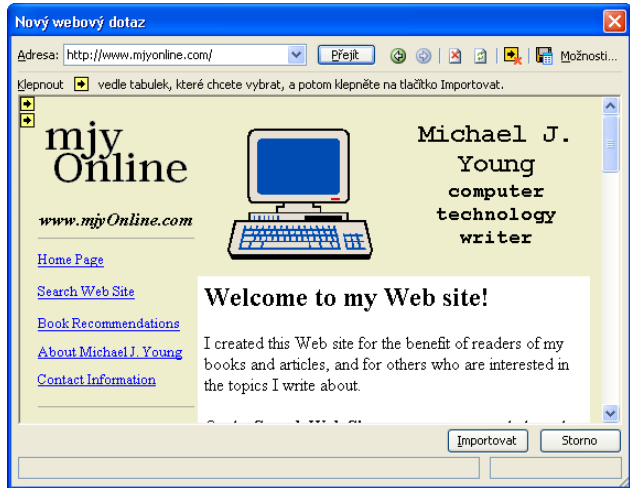 Nový webový dotaz
Adresa: http://www.mjyonline.com/ Přejít Možnosti...
Klepnout vedle tabulek, které chcete vybrat, a potom klepněte na tlačítko Importovat.
mjy
Online
www.mjyOnline.com
Michael J.
Young
computer
technology
writer
Home Page
Search Web Site
Book Recommendations
About Michael J. Young
Contact Information
Welcome to my Web site!
I created this Web site for the benefit of readers of my
books and articles, and for others who are interested in
the topics I write about.
Importovat Storno